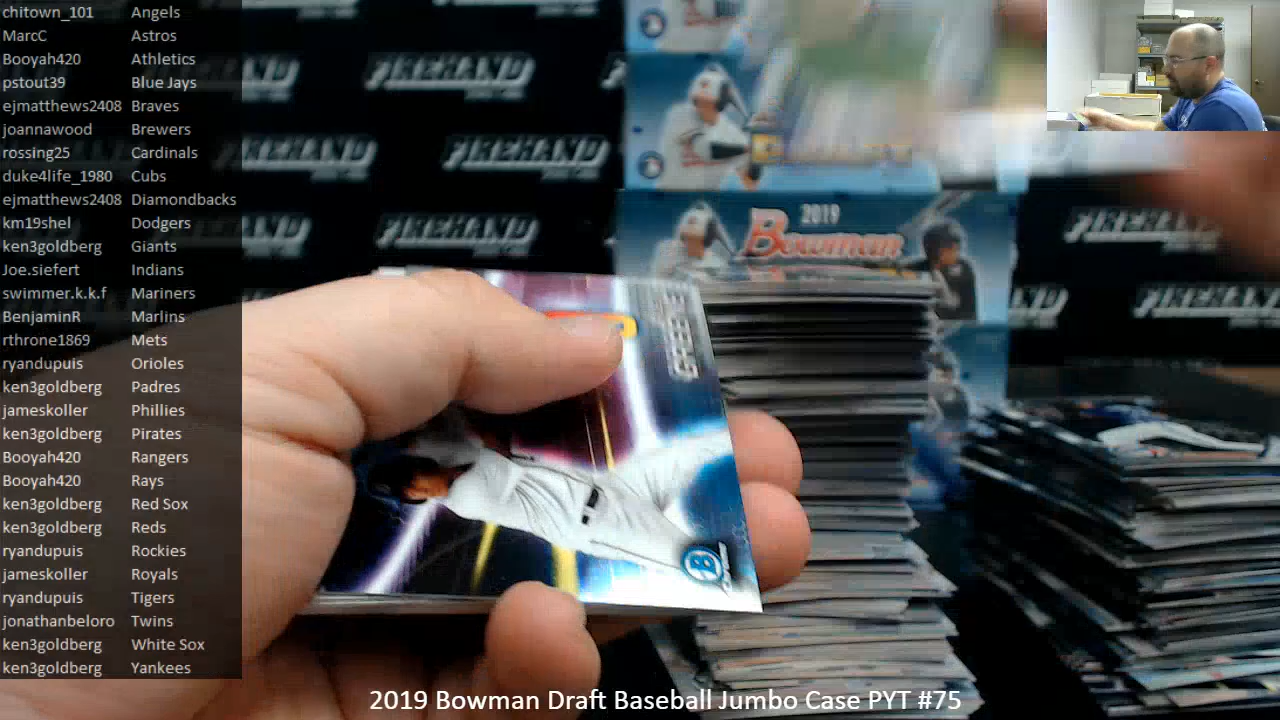 chitown_101 Angels
MarcC Astros
Booyah420 Athletics
pstout39 Blue Jays
ejmatthews2408 Braves
joannawood Brewers
rossing25 Cardinals
duke4life_1980 Cubs
ejmatthews2408 Diamondbacks
km19shel Dodgers
ken3goldberg Giants
Joe.siefert Indians
swimmer.k.k.f Mariners
BenjaminR Marlins
rthrone1869 Mets
ryandupuis Orioles
ken3goldberg Padres
jameskoller Phillies
ken3goldberg Pirates
Booyah420 Rangers
Booyah420 Rays
ken3goldberg Red Sox
ken3goldberg Reds
ryandupuis Rockies
jameskoller Royals
ryandupuis Tigers
jonathanbeloro Twins
ken3goldberg White Sox
ken3goldberg Yankees
FIREHAND
FIREHAND
FIREHAND
2019
Bowman
GREENE
B
2019 Bowman Draft Baseball Jumbo Case PYT #75